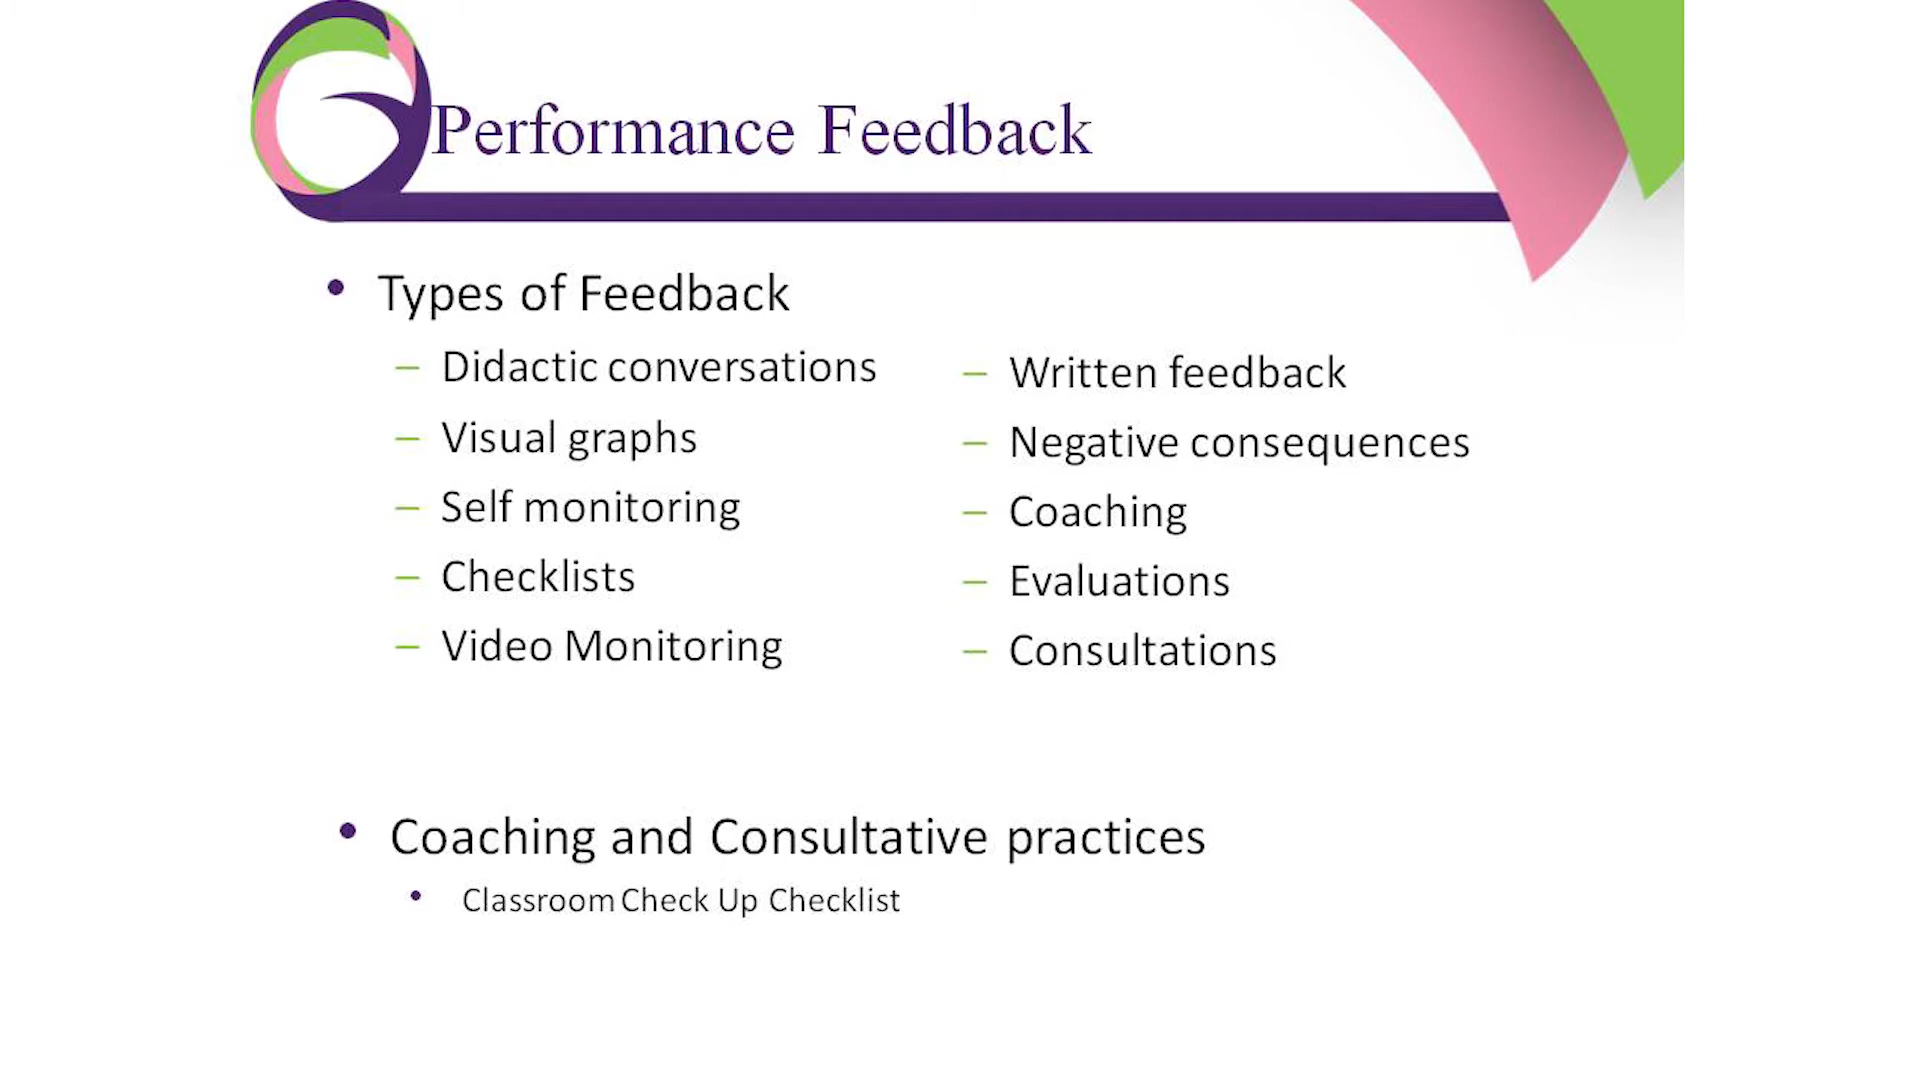 Performance Feedback
• Types of Feedback
– Didactic conversations
– Visual graphs
– Self monitoring
– Checklists
– Video Monitoring
– Written feedback
– Negative consequences
– Coaching
– Evaluations
– Consultations
• Coaching and Consultative practices
• Classroom Check Up Checklist